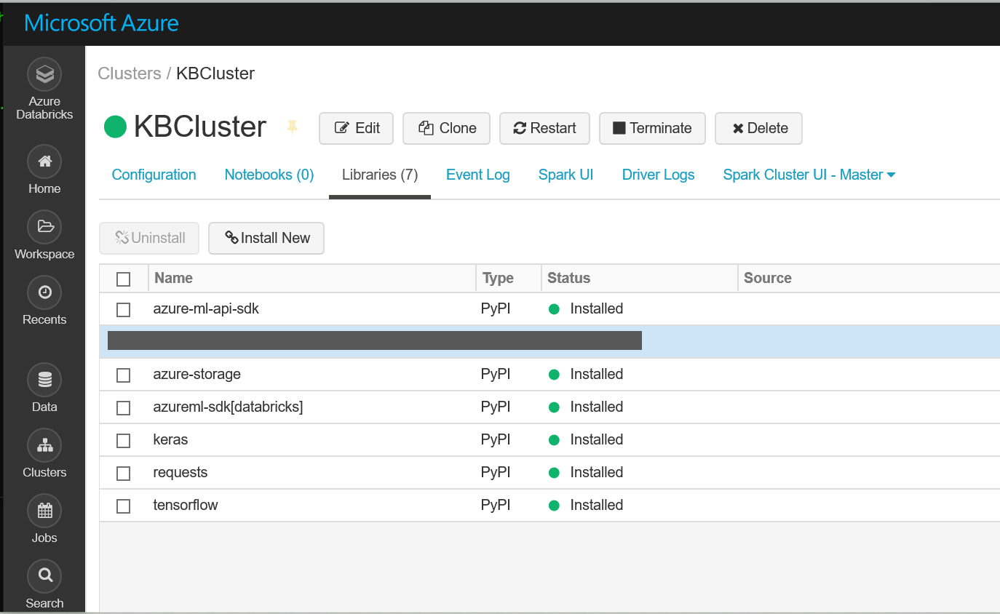 Microsoft Azure
Azure
Databricks
Home
Workspace
Recents
Data
Clusters
Jobs
Search
Clusters / KBCluster
KBCluster
Edit
Clone
Restart
Terminate
Delete
Configuration
Notebooks (0)
Libraries (7)
Event Log
Spark UI
Driver Logs
Spark Cluster UI - Master
Uninstall
Install New
Name Type Status Source
azure-ml-api-sdk PyPI Installed
azure-storage PyPI Installed
azureml-sdk[databricks] PyPI Installed
keras PyPI Installed
requests PyPI Installed
tensorflow PyPI Installed